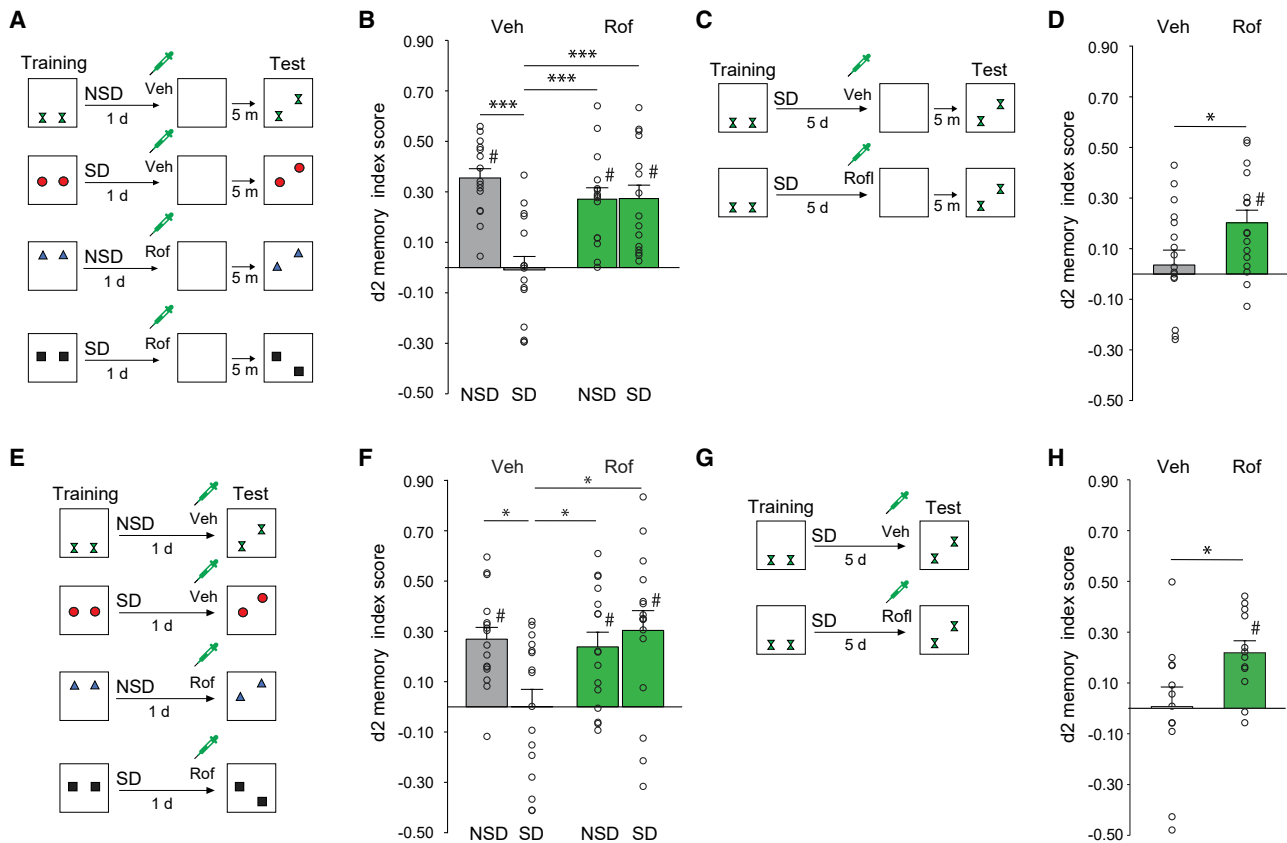 A
Training
Test
NSD
Veh
1 d
5 m
SD
Veh
1 d
5 m
NSD
Rof
1 d
5 m
SD
Rof
1 d
5 m
B
Veh
Rof
d2 memory index score
0.90
0.70
0.50
0.30
0.10
-0.10
-0.30
-0.50
***
***
***
#
#
#
NSD
SD
NSD
SD
C
Training
Test
SD
Veh
5 d
5 m
SD
Rofl
5 d
5 m
D
Veh
Rof
d2 memory index score
0.90
0.70
0.50
0.30
0.10
-0.10
-0.30
-0.50
*
#
E
Training
Test
NSD
Veh
1 d
SD
Veh
1 d
NSD
Rof
1 d
SD
Rof
1 d
F
Veh
Rof
d2 memory index score
0.90
0.70
0.50
0.30
0.10
-0.10
-0.30
-0.50
*
*
*
#
#
#
NSD
SD
NSD
SD
G
Training
Test
SD
Veh
5 d
SD
Rofl
5 d
H
Veh
Rof
d2 memory index score
0.90
0.70
0.50
0.30
0.10
-0.10
-0.30
-0.50
*
#